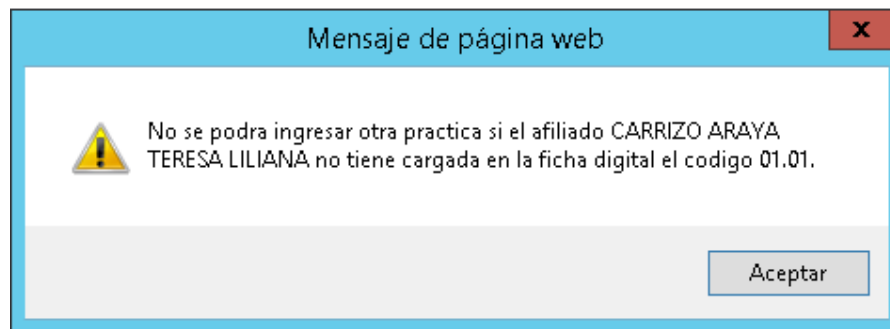 Mensaje de página web
x
No se podra ingresar otra practica si el afiliado CARRIZO ARAYA
TERESA LILIANA no tiene cargada en la ficha digital el codigo 01.01.
Aceptar